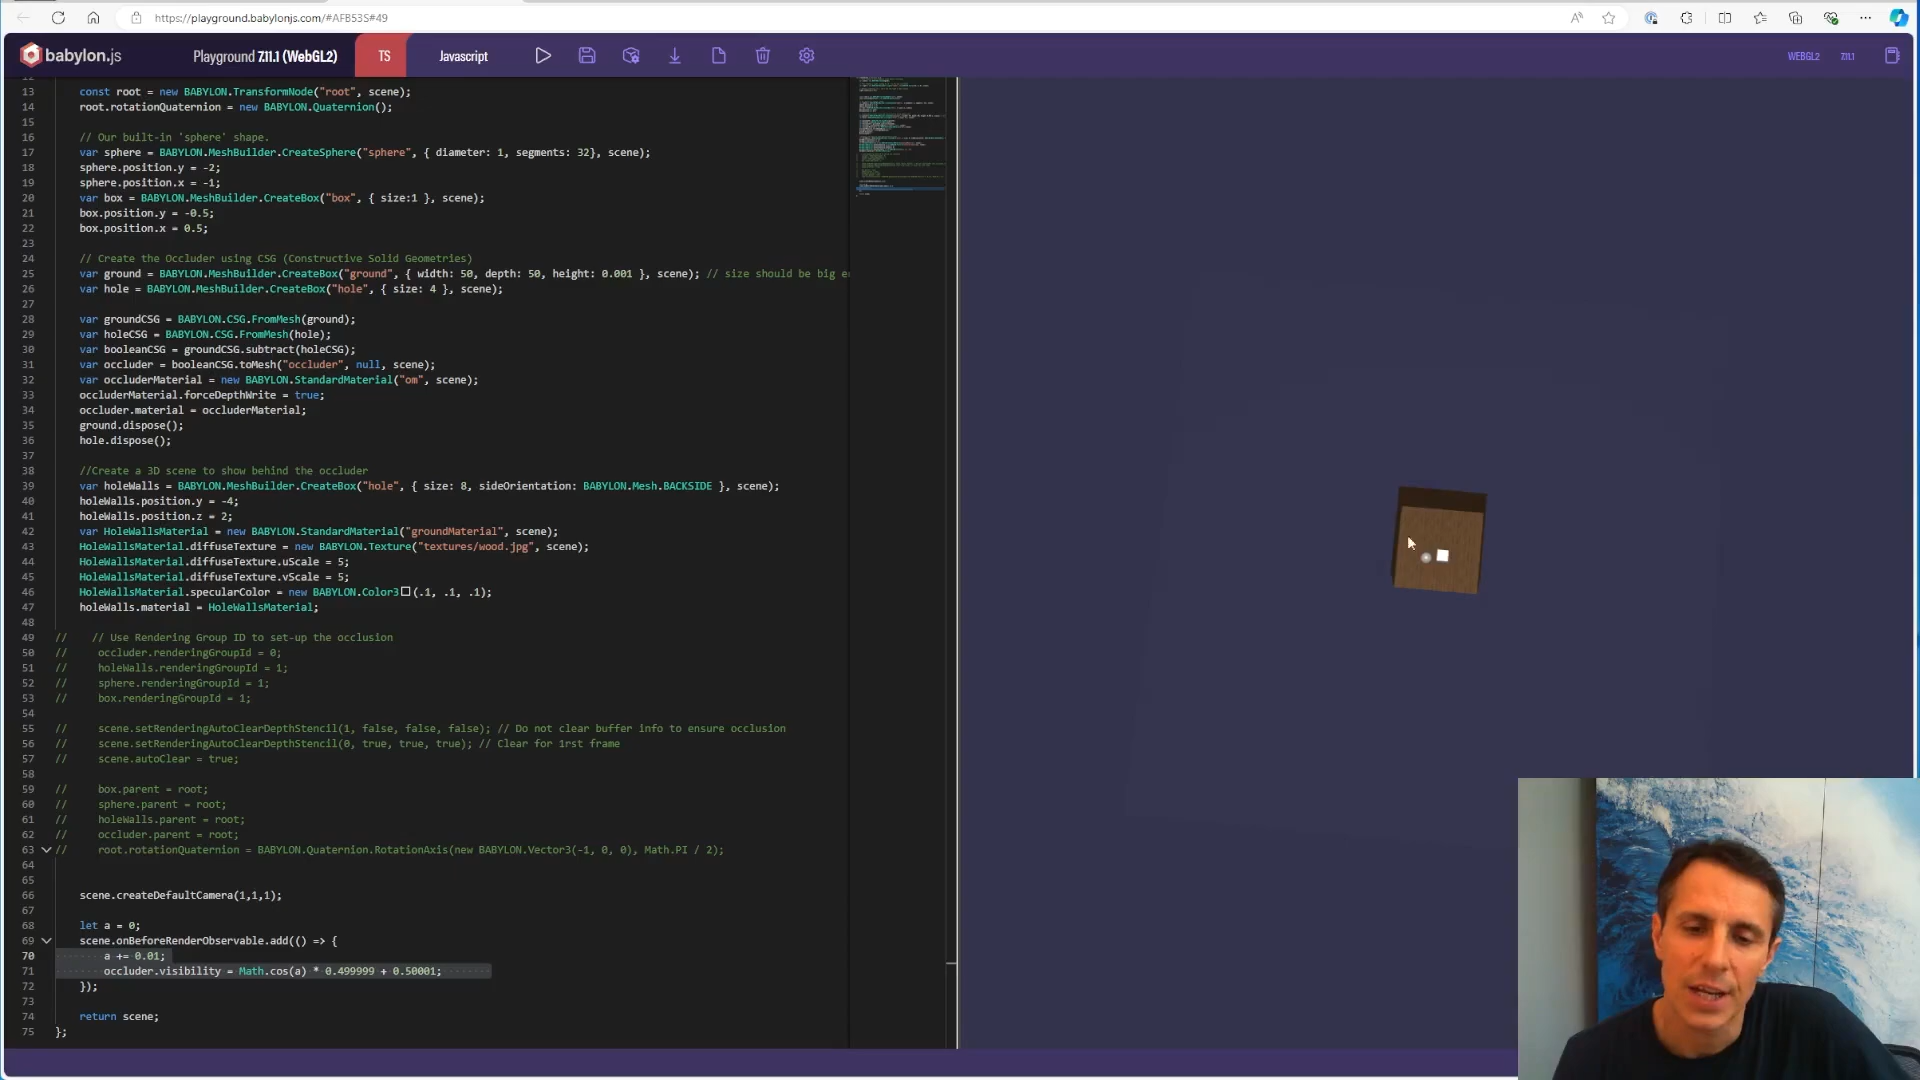 https://playground.babylonjs.com/#AFB53S#49
babylon.js
Playground 7.11.1 (WebGL2)
TS
Javascript
WEBGL2
7.11.1
13 const root = new BABYLON.TransformNode("root", scene);
14 root.rotationQuaternion = new BABYLON.Quaternion();
15
16 // Our built-in 'sphere' shape.
17 var sphere = BABYLON.MeshBuilder.CreateSphere("sphere", { diameter: 1, segments: 32}, scene);
18 sphere.position.y = -2;
19 sphere.position.x = -1;
20 var box = BABYLON.MeshBuilder.CreateBox("box", { size:1 }, scene);
21 box.position.y = -0.5;
22 box.position.x = 0.5;
23
24 // Create the Occluder using CSG (Constructive Solid Geometries)
25 var ground = BABYLON.MeshBuilder.CreateBox("ground", { width: 50, depth: 50, height: 0.001 }, scene); // size should be big e
26 var hole = BABYLON.MeshBuilder.CreateBox("hole", { size: 4 }, scene);
27
28 var groundCSG = BABYLON.CSG.FromMesh(ground);
29 var holeCSG = BABYLON.CSG.FromMesh(hole);
30 var booleanCSG = groundCSG.subtract(holeCSG);
31 var occluder = booleanCSG.toMesh("occluder", null, scene);
32 var occluderMaterial = new BABYLON.StandardMaterial("om", scene);
33 occluderMaterial.forceDepthWrite = true;
34 occluder.material = occluderMaterial;
35 ground.dispose();
36 hole.dispose();
37
38 //Create a 3D scene to show behind the occluder
39 var holeWalls = BABYLON.MeshBuilder.CreateBox("hole", { size: 8, sideOrientation: BABYLON.Mesh.BACKSIDE }, scene);
40 holeWalls.position.y = -4;
41 holeWalls.position.z = 2;
42 var HoleWallsMaterial = new BABYLON.StandardMaterial("groundMaterial", scene);
43 HoleWallsMaterial.diffuseTexture = new BABYLON.Texture("textures/wood.jpg", scene);
44 HoleWallsMaterial.diffuseTexture.uScale = 5;
45 HoleWallsMaterial.diffuseTexture.vScale = 5;
46 HoleWallsMaterial.specularColor = new BABYLON.Color3(.1, .1, .1);
47 holeWalls.material = HoleWallsMaterial;
48
49 // // Use Rendering Group ID to set-up the occlusion
50 // occluder.renderingGroupId = 0;
51 // holeWalls.renderingGroupId = 1;
52 // sphere.renderingGroupId = 1;
53 // box.renderingGroupId = 1;
54
55 // scene.setRenderingAutoClearDepthStencil(1, false, false, false); // Do not clear buffer info to ensure occlusion
56 // scene.setRenderingAutoClearDepthStencil(0, true, true, true); // Clear for 1rst frame
57 // scene.autoClear = true;
58
59 // box.parent = root;
60 // sphere.parent = root;
61 // holeWalls.parent = root;
62 // occluder.parent = root;
63 // root.rotationQuaternion = BABYLON.Quaternion.RotationAxis(new BABYLON.Vector3(-1, 0, 0), Math.PI / 2);
64
65
66 scene.createDefaultCamera(1,1,1);
67
68 let a = 0;
69 scene.onBeforeRenderObservable.add(() => {
70 a += 0.01;
71 occluder.visibility = Math.cos(a) * 0.499999 + 0.50001;
72 });
73
74 return scene;
75 };